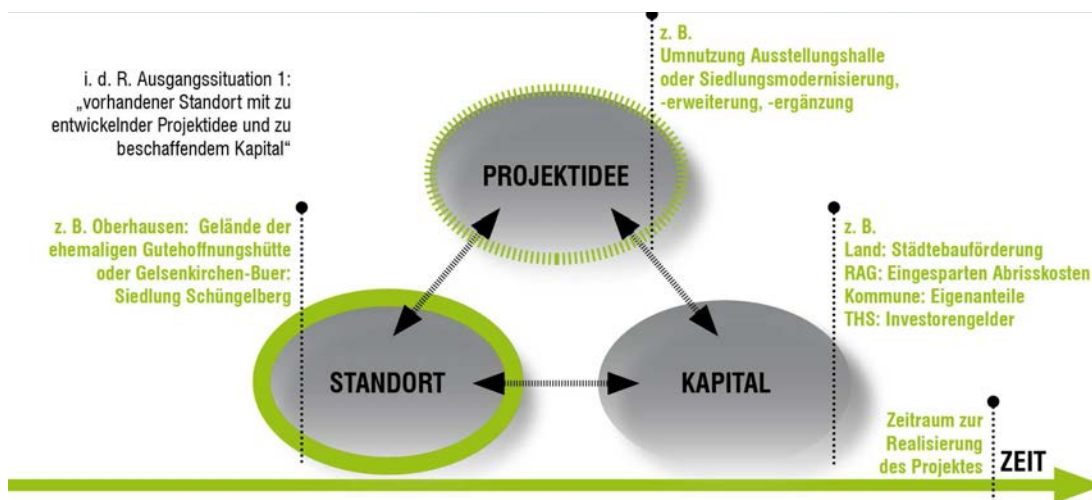 i. d. R. Ausgangssituation 1:
„vorhandener Standort mit zu
entwickelnder Projektidee und zu
beschaffendem Kapital“
z. B.
Umnutzung Ausstellungshalle
oder Siedlungsmodernisierung,
-erweiterung, -ergänzung
PROJEKTIDEE
z. B. Oberhausen: Gelände der
ehemaligen Gutehoffnungshütte
oder Gelsenkirchen-Buer:
Siedlung Schüngelberg
z. B.
Land: Städtebauförderung
RAG: Eingesparten Abrisskosten
Kommune: Eigenanteile
THS: Investorengelder
STANDORT
KAPITAL
Zeitraum zur
Realisierung
des Projektes
ZEIT